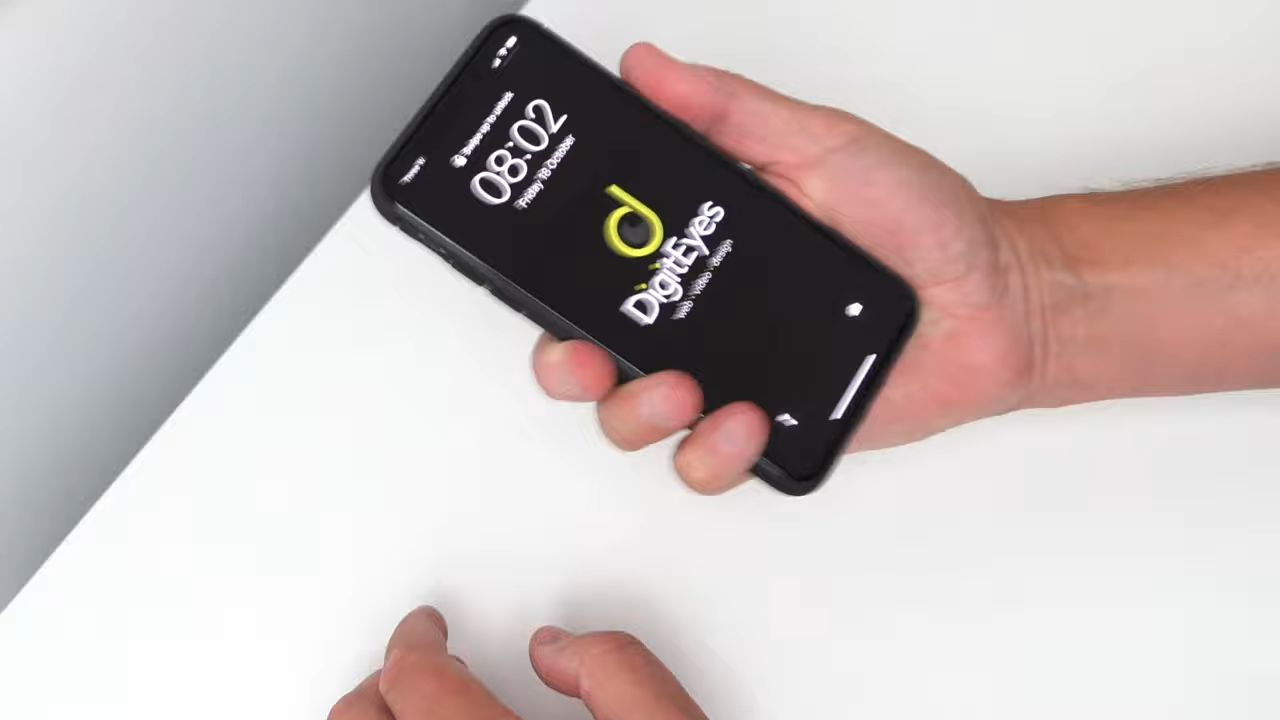 Swipe up to unlock
08:02
Friday 18 October
d
DigitEyes
web video design